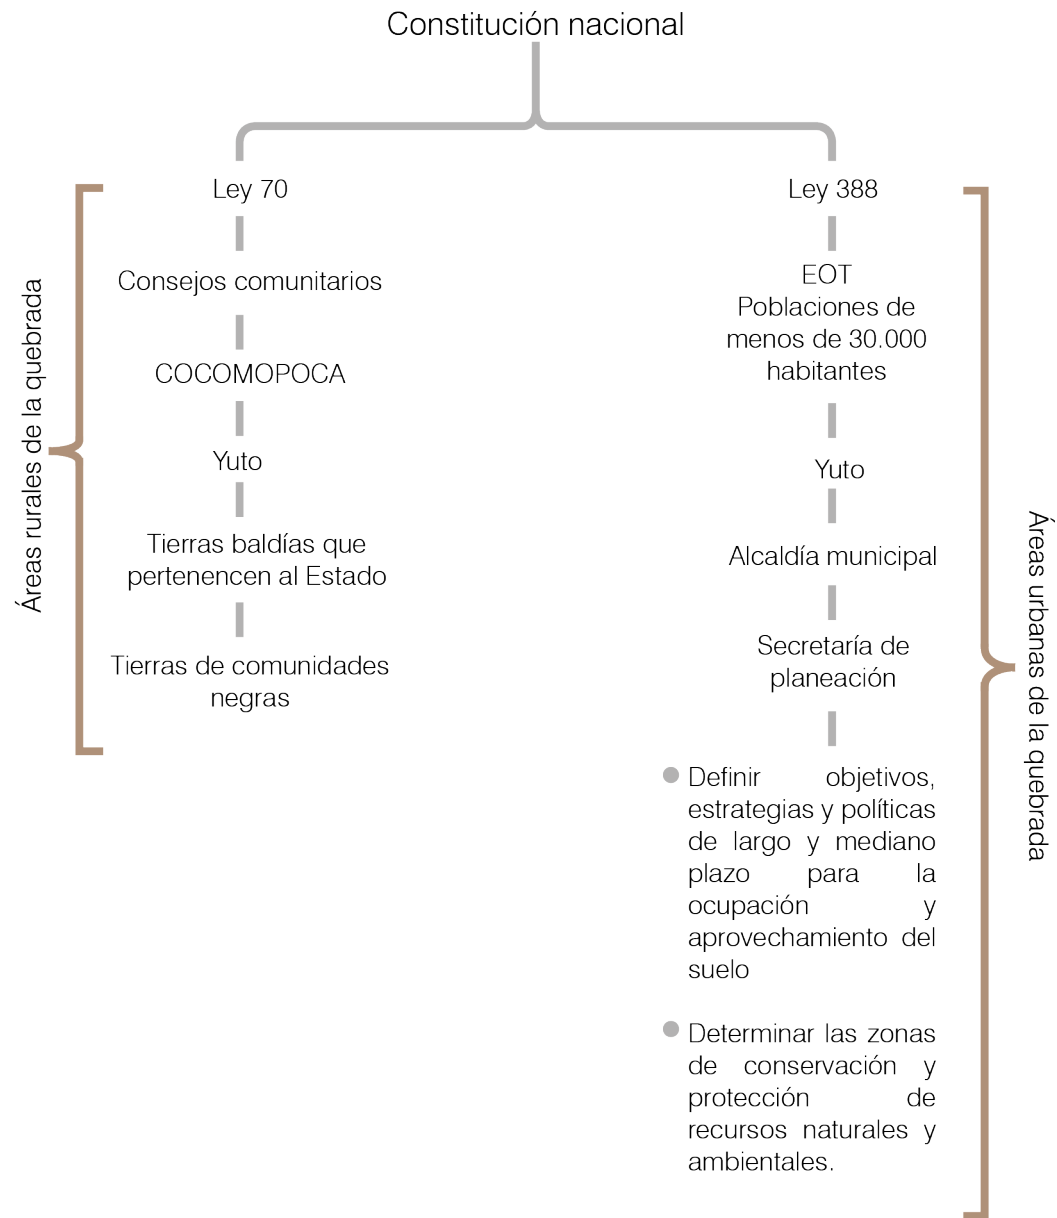 Constitución nacional
Áreas rurales de la quebrada
Ley 70
Consejos comunitarios
COCOMOPOCA
Yuto
Tierras baldías que
pertenencen al Estado
Tierras de comunidades
negras
Ley 388
EOT
Poblaciones de
menos de 30.000
habitantes
Yuto
Alcaldía municipal
Secretaría de
planeación
Definir objetivos,
estrategias y políticas
de largo y mediano
plazo para la
ocupación y
aprovechamiento del
suelo
Determinar las zonas
de conservación y
protección de
recursos naturales y
ambientales.
Áreas urbanas de la quebrada